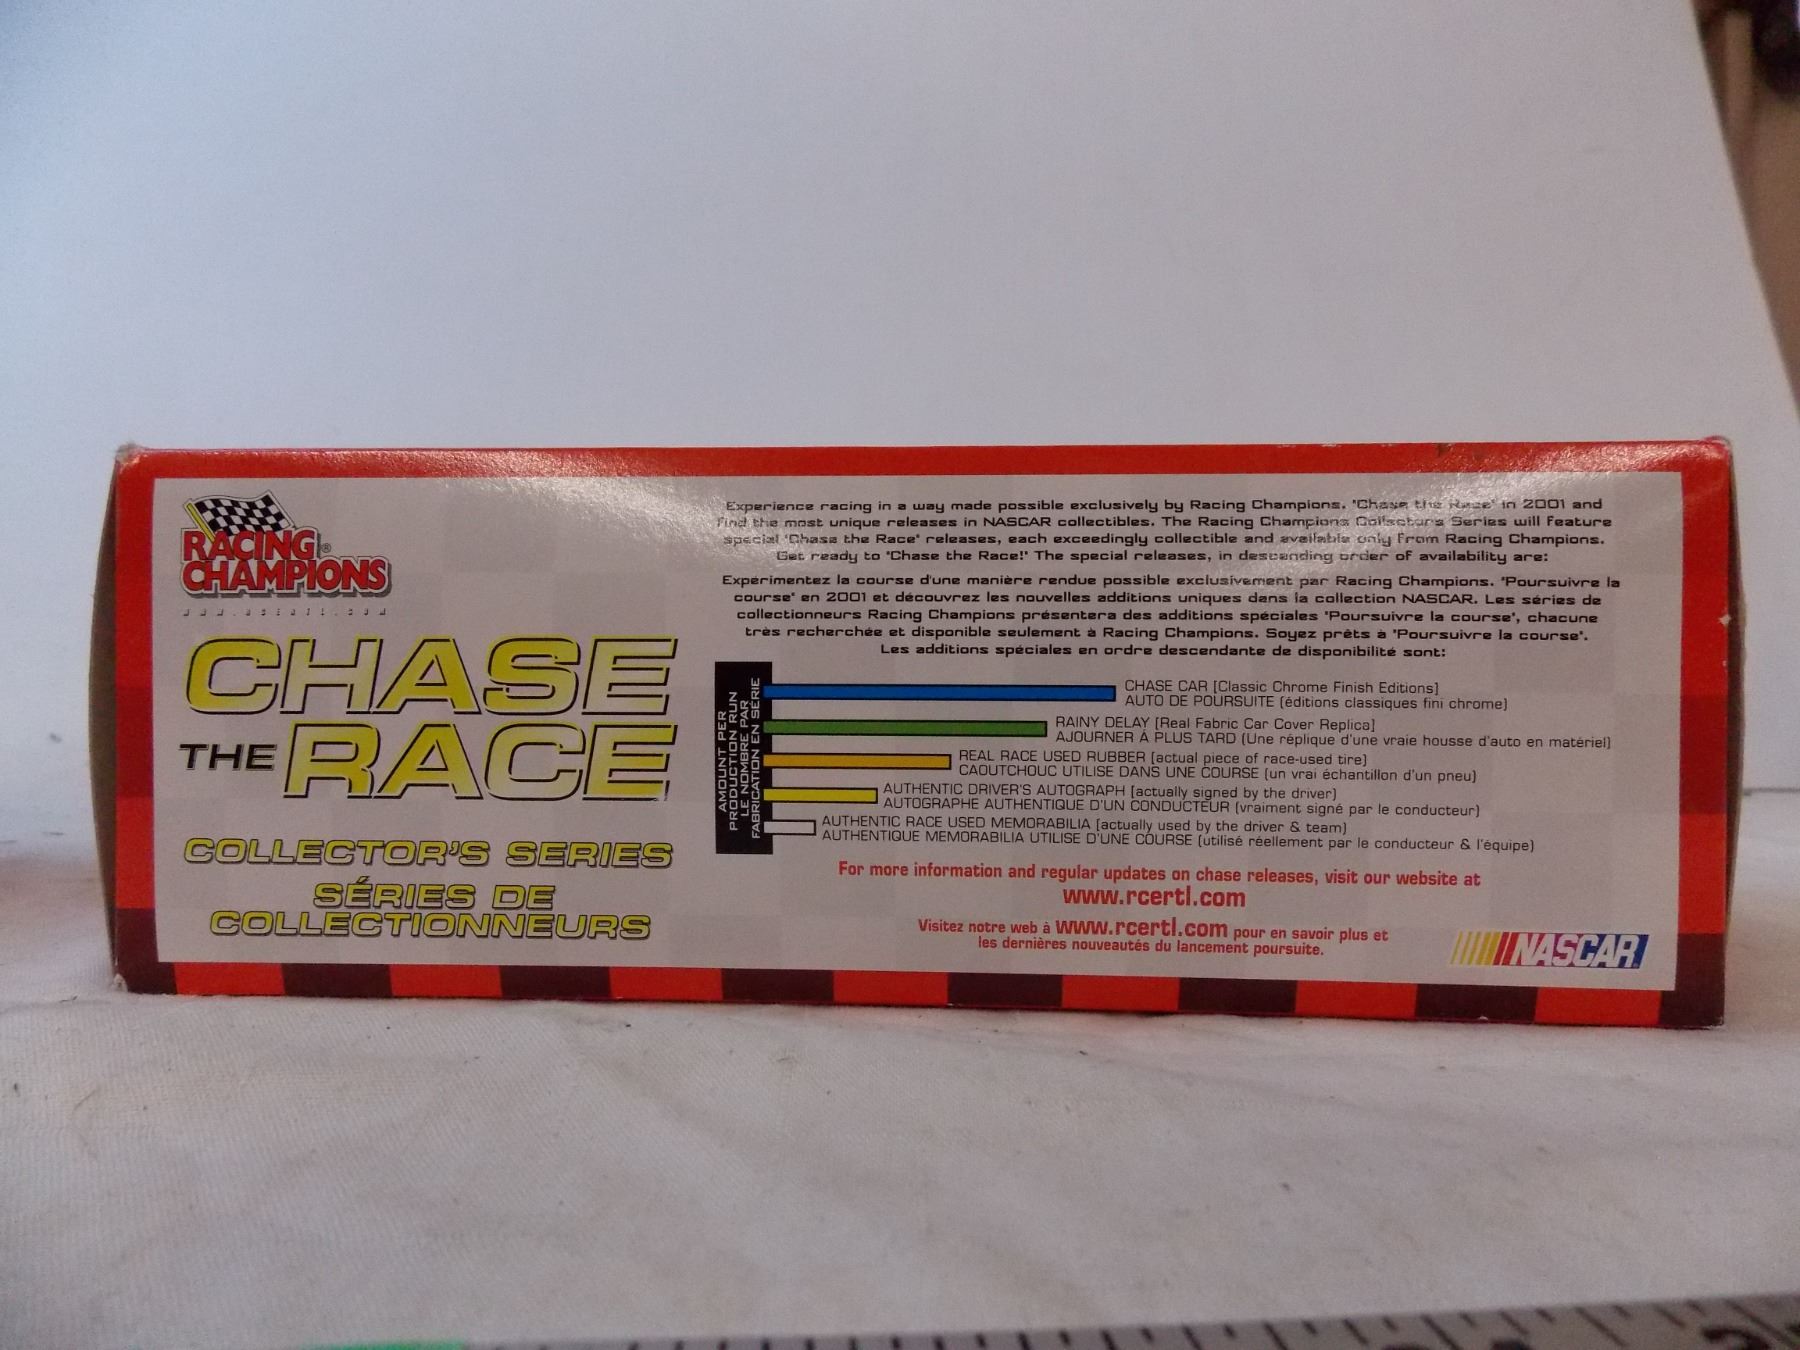 RACING®
CHAMPIONS
www.rcertl.com
CHASE
THE RACE
COLLECTOR'S SERIES
SÉRIES DE
COLLECTIONNEURS
Experience racing in a way made possible exclusively by Racing Champions. "Chase the Race" in 2001 and
find the most unique releases in NASCAR collectibles. The Racing Champions Collectors Series will feature
special "Chase the Race" releases, each exceedingly collectible and available only from Racing Champions.
Get ready to "Chase the Race!" The special releases, in descending order of availability are:
Expérimentez la course d'une manière rendue possible exclusivement par Racing Champions. "Poursuivre la
course" en 2001 et découvrez les nouvelles additions uniques dans la collection NASCAR. Les séries de
collectionneurs Racing Champions présentera des additions spéciales "Poursuivre la course", chacune
très recherchée et disponible seulement à Racing Champions. Soyez prêts à "Poursuivre la course".
Les additions spéciales en ordre descendante de disponibilité sont:
AMOUNT PER
PRODUCTION RUN
LE NOMBRE PAR
FABRICATION EN SÉRIE
CHASE CAR [Classic Chrome Finish Editions]
AUTO DE POURSUITE [éditions classiques fini chrome)
RAINY DELAY [Real Fabric Car Cover Replica]
AJOURNER À PLUS TARD (Une réplique d'une vraie housse d'auto en matériel)
REAL RACE USED RUBBER [actual piece of race-used tire)
CAOUTCHOUC UTILISE DANS UNE COURSE (un vrai échantillon d'un pneu)
AUTHENTIC DRIVER'S AUTOGRAPH [actually signed by the driver)
AUTOGRAPHE AUTHENTIQUE D'UN CONDUCTEUR (vraiment signé par le conducteur)
AUTHENTIC RACE USED MEMORABILIA [actually used by the driver & team)
AUTHENTIQUE MEMORABILIA UTILISE D'UNE COURSE (utilisé réellement par le conducteur & l'équipe)
For more information and regular updates on chase releases, visit our website at
www.rcertl.com
Visitez notre web à www.rcertl.com pour en savoir plus et
les dernières nouveautés du lancement poursuite.
NASCAR